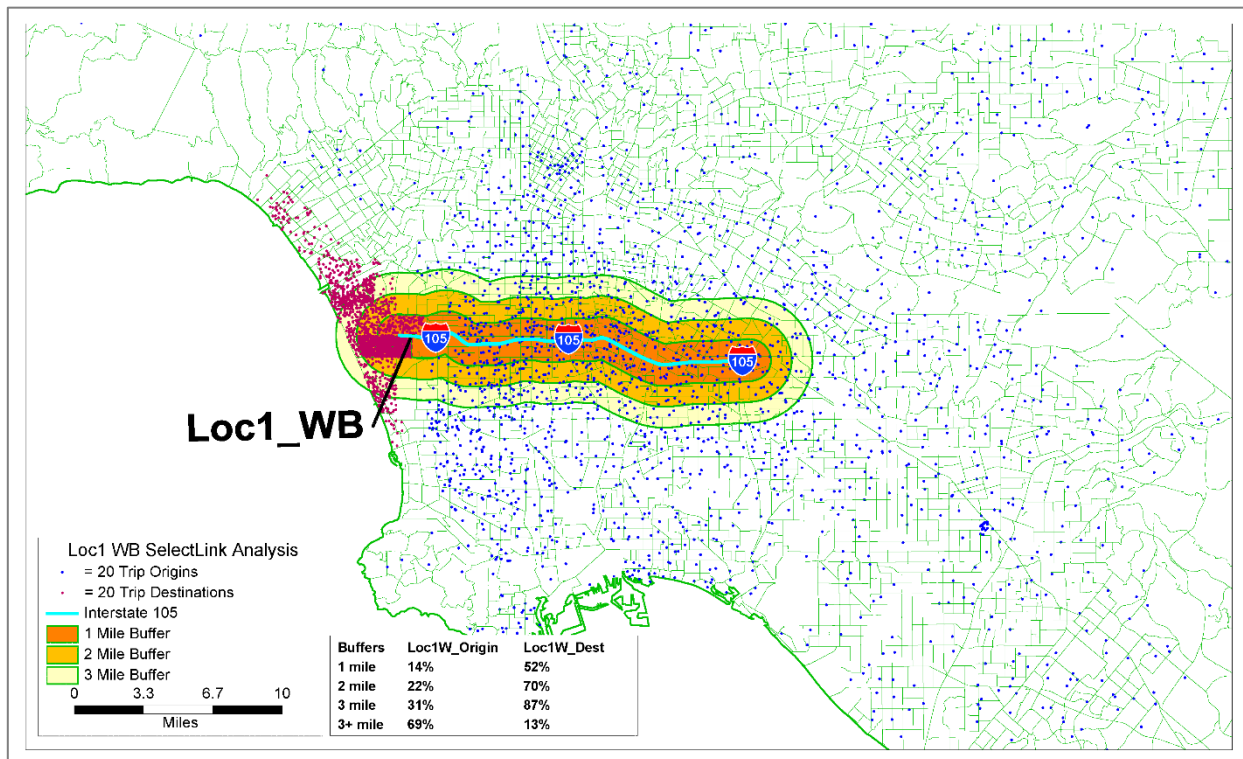 105
105
105
Loc1_WB
Loc1 WB SelectLink Analysis
= 20 Trip Origins
= 20 Trip Destinations
Interstate 105
1 Mile Buffer
2 Mile Buffer
3 Mile Buffer
0 3.3 6.7 10
Miles
Buffers Loc1W_Origin Loc1W_Dest
1 mile 14% 52%
2 mile 22% 70%
3 mile 31% 87%
3+ mile 69% 13%